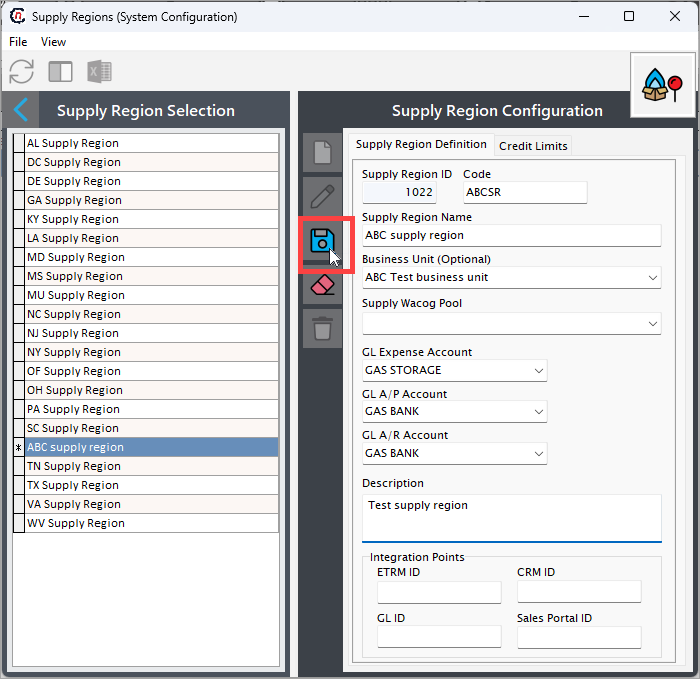 Supply Regions (System Configuration)
File View
Supply Region Selection
AL Supply Region
DC Supply Region
DE Supply Region
GA Supply Region
KY Supply Region
LA Supply Region
MD Supply Region
MS Supply Region
MU Supply Region
NC Supply Region
NJ Supply Region
NY Supply Region
OF Supply Region
OH Supply Region
PA Supply Region
SC Supply Region
* ABC supply region
TN Supply Region
TX Supply Region
VA Supply Region
WV Supply Region
Supply Region Configuration
Supply Region Definition Credit Limits
Supply Region ID Code
1022 ABCSR
Supply Region Name
ABC supply region
Business Unit (Optional)
ABC Test business unit
Supply Wacog Pool
GL Expense Account
GAS STORAGE
GL A/P Account
GAS BANK
GL A/R Account
GAS BANK
Description
Test supply region
Integration Points
ETRM ID CRM ID
GL ID Sales Portal ID